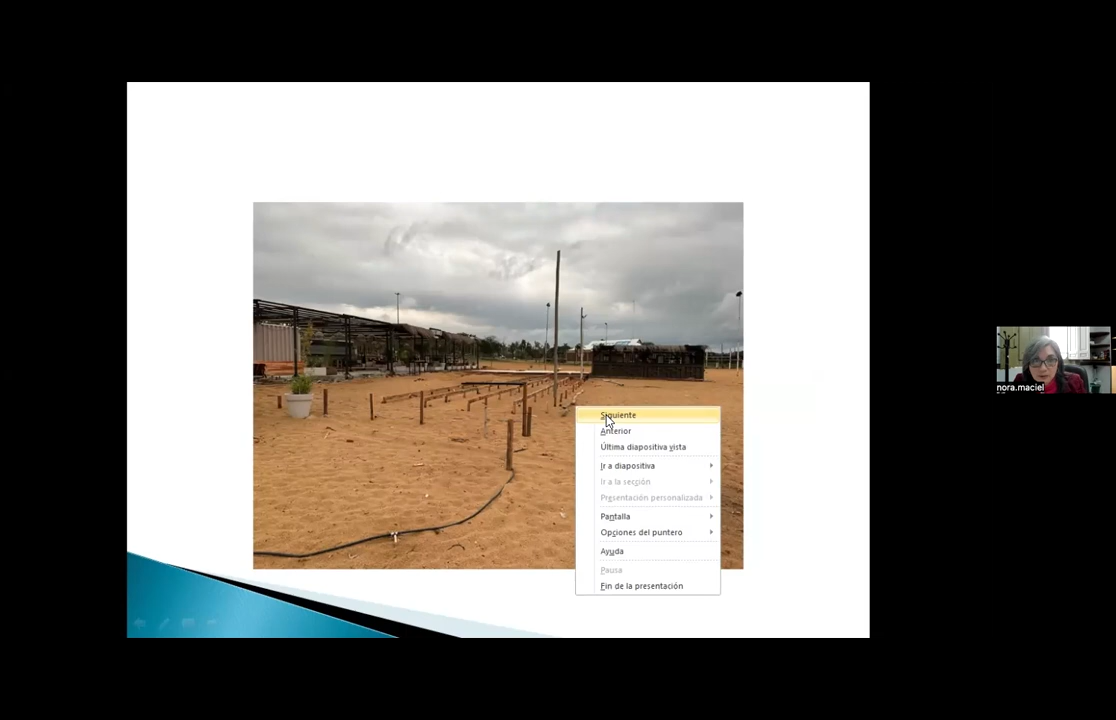 Siguiente
Anterior
Última diapositiva vista
Ir a diapositiva
Ir a la sección
Presentación personalizada
Pantalla
Opciones del puntero
Ayuda
Pausa
Fin de la presentación
nora.maciel